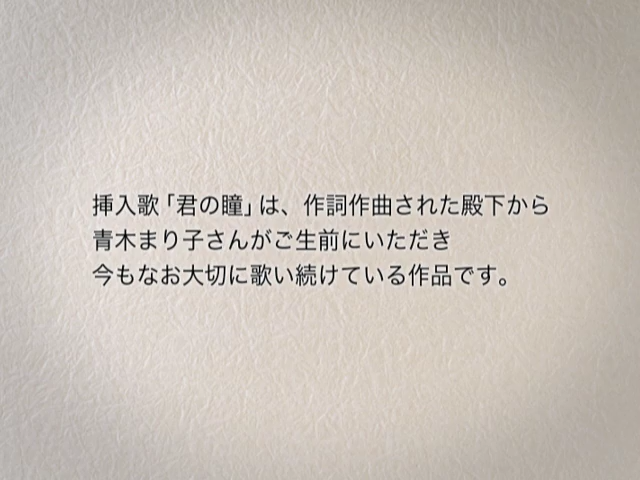 挿入歌「君の瞳」は、作詞作曲された殿下から
青木まり子さんがご生前にいただき
今もなお大切に歌い続けている作品です。